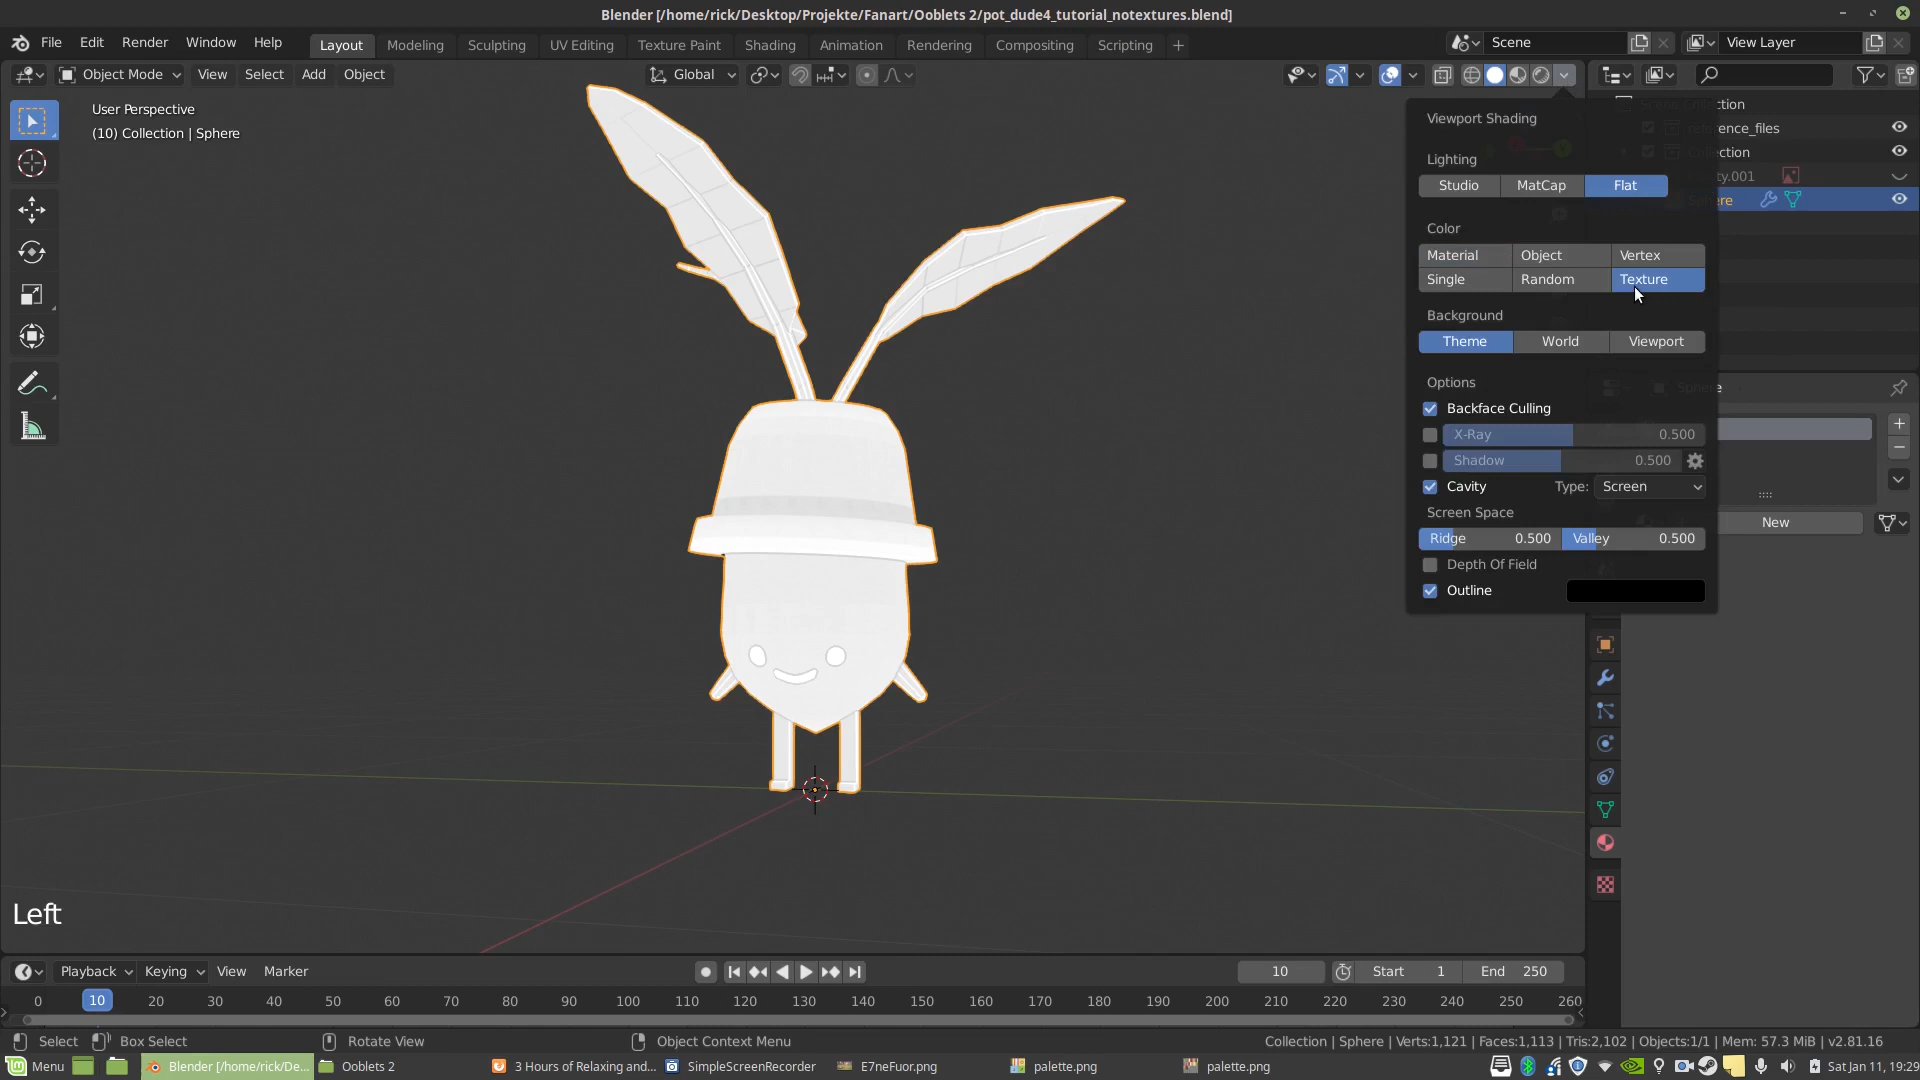 Blender [/home/rick/Desktop/Projekte/Fanart/Ooblets 2/pot_dude4_tutorial_notextures.blend]
File Edit Render Window Help Layout Modeling Sculpting UV Editing Texture Paint Shading Animation Rendering Compositing Scripting + Scene View Layer
Object Mode View Select Add Object Global
User Perspective
(10) Collection | Sphere
Viewport Shading
Lighting
Studio MatCap Flat
Color
Material Object Vertex
Single Random Texture
Background
Theme World Viewport
Options
Backface Culling
X-Ray 0.500
Shadow 0.500
Cavity Type: Screen
Screen Space
Ridge 0.500 Valley 0.500
Depth Of Field
Outline
Sphere
New
Left
Playback Keying View Marker 10 Start 1 End 250
0 10 20 30 40 50 60 70 80 90 100 110 120 130 140 150 160 170 180 190 200 210 220 230 240 250 260
Select Box Select Rotate View Object Context Menu Collection | Sphere | Verts:1,121 | Faces:1,113 | Tris:2,102 | Objects:1/1 | Mem: 57.3 MiB | v2.81.16
Menu Blender [/home/rick/De... Ooblets 2 3 Hours of Relaxing and... SimpleScreenRecorder E7neFuor.png palette.png palette.png Sat Jan 11, 19:29